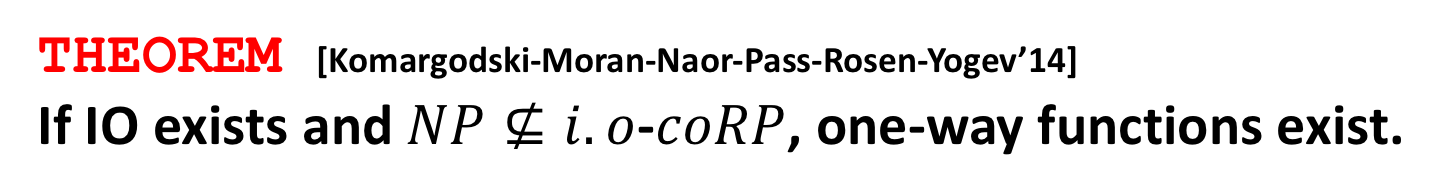 THEOREM [Komargodski-Moran-Naor-Pass-Rosen-Yogev’14]
If IO exists and 𝑁𝑃 ⊈ 𝑖.𝑜-𝑐𝑜𝑅𝑃, one-way functions exist.